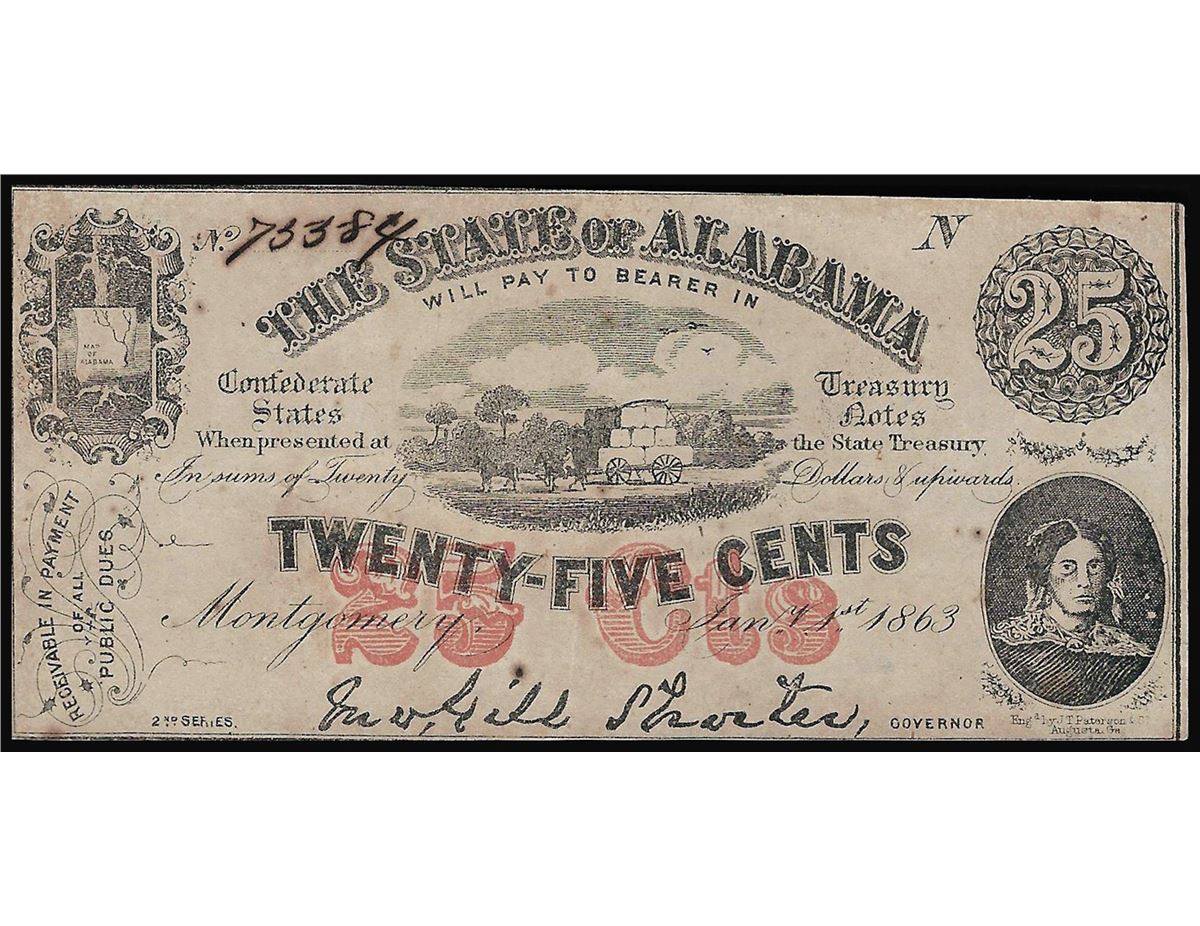 No. 73384
N
THE STATE OF ALABAMA
WILL PAY TO BEARER IN
25
MAP
OF
ALABAMA
Confederate
States
When presented at
Treasury
Notes
the State Treasury
In sums of Twenty Dollars & upwards.
TWENTY-FIVE CENTS
25 Cts
Montgomery, Jany. 1st 1863
RECEIVABLE IN PAYMENT
OF ALL
PUBLIC DUES.
2ND SERIES.
Jno. Gill Shorter,
GOVERNOR
Engd. by J T Paterson & Co
Augusta, Ga.